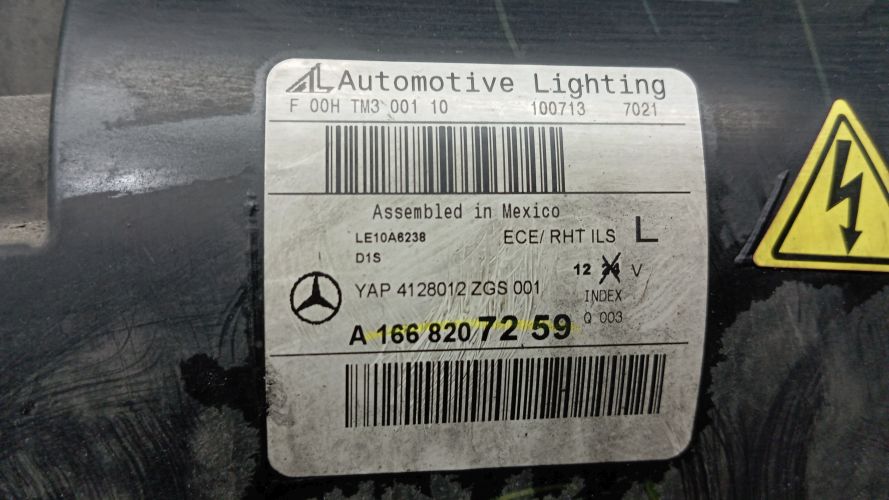 AL Automotive Lighting
F 00H TM3 001 10 100713 7021
Assembled in Mexico
LE10A6238 ECE/ RHT ILS L
D1S
12 24 V
YAP 4128012 ZGS 001 INDEX
A 166 820 72 59 Q 003